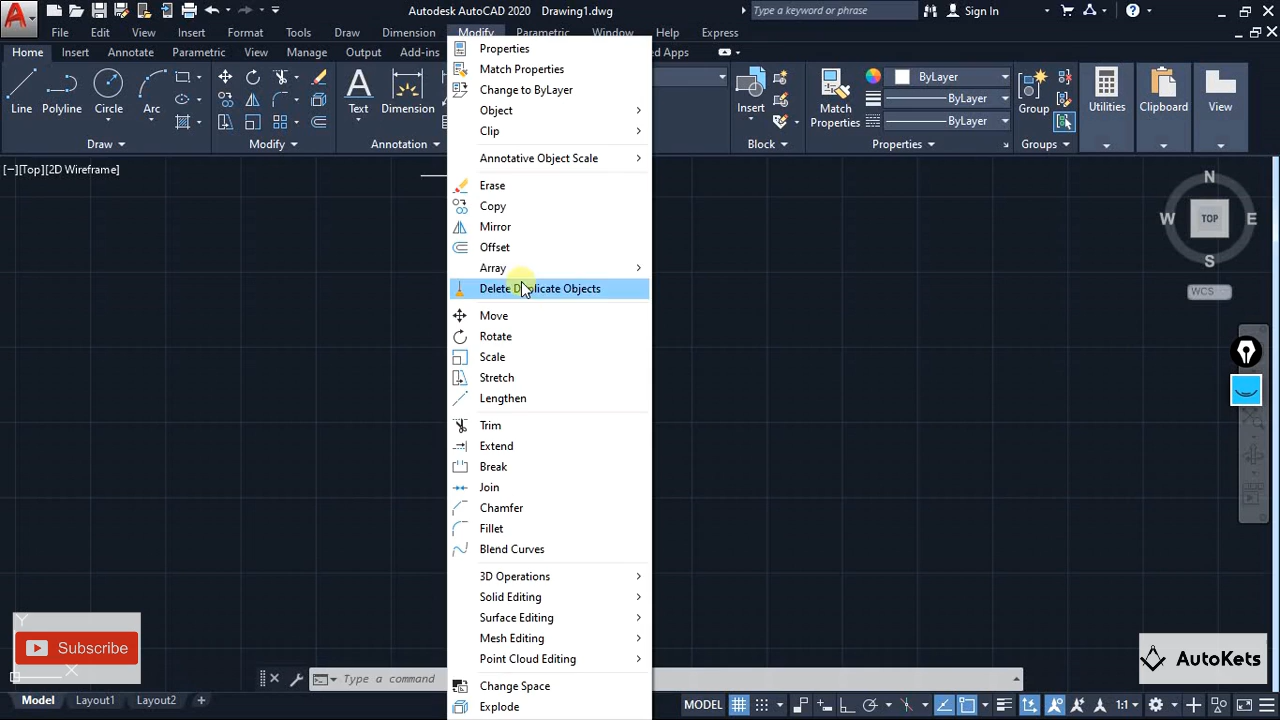 Autodesk AutoCAD 2020 Drawing1.dwg
Type a keyword or phrase
Sign In
File Edit View Insert Format Tools Draw Dimension Modify Parametric Window Help Express
Home Insert Annotate Parametric View Manage Output Add-ins
ed Apps
Line Polyline Circle Arc
Text Dimension
Insert
Match
Properties
ByLayer
ByLayer
ByLayer
Group
Utilities Clipboard View
Draw Modify Annotation Block Properties Groups
[−][Top][2D Wireframe]
Properties
Match Properties
Change to ByLayer
Object
Clip
Annotative Object Scale
Erase
Copy
Mirror
Offset
Array
Delete Duplicate Objects
Move
Rotate
Scale
Stretch
Lengthen
Trim
Extend
Break
Join
Chamfer
Fillet
Blend Curves
3D Operations
Solid Editing
Surface Editing
Mesh Editing
Point Cloud Editing
Change Space
Explode
N
W TOP E
S
WCS
Y
Subscribe
X
Type a command
AutoKets
Model Layout1 Layout2 +
MODEL
1:1